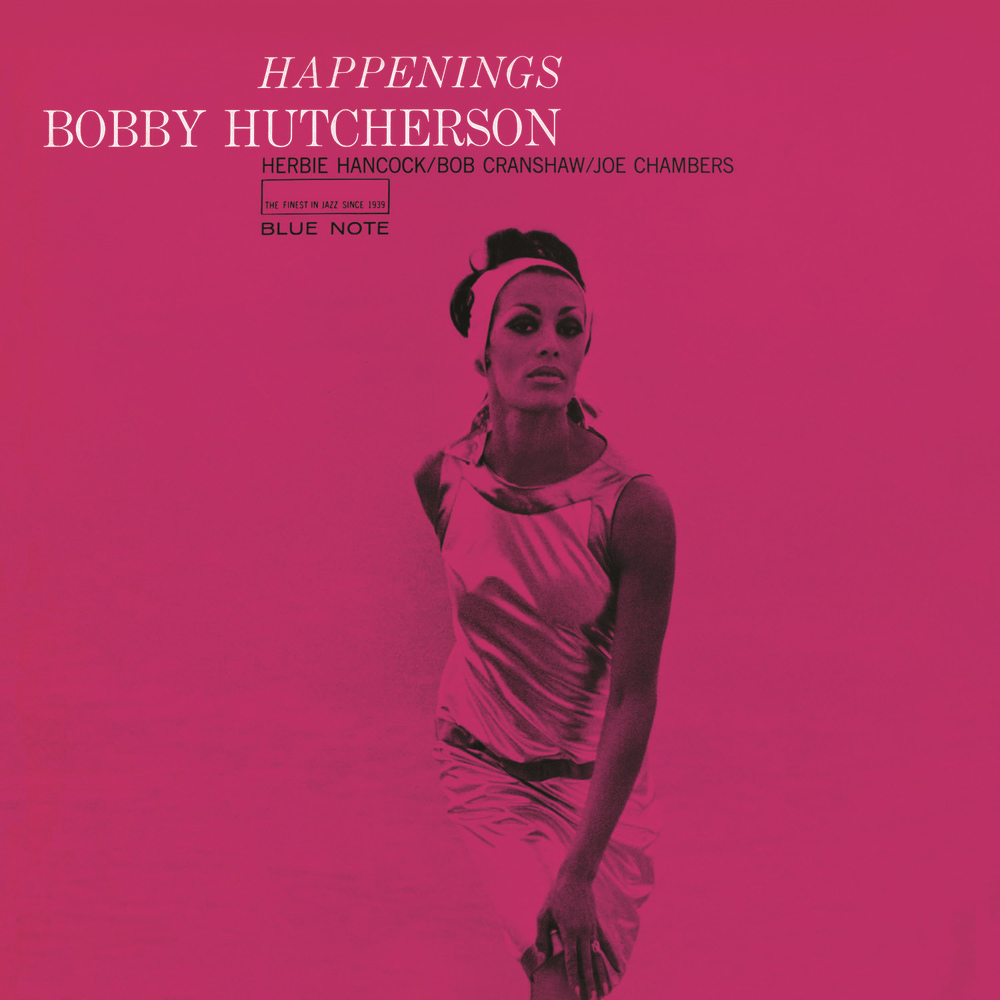 HAPPENINGS
BOBBY HUTCHERSON
HERBIE HANCOCK/BOB CRANSHAW/JOE CHAMBERS
THE FINEST IN JAZZ SINCE 1939
BLUE NOTE